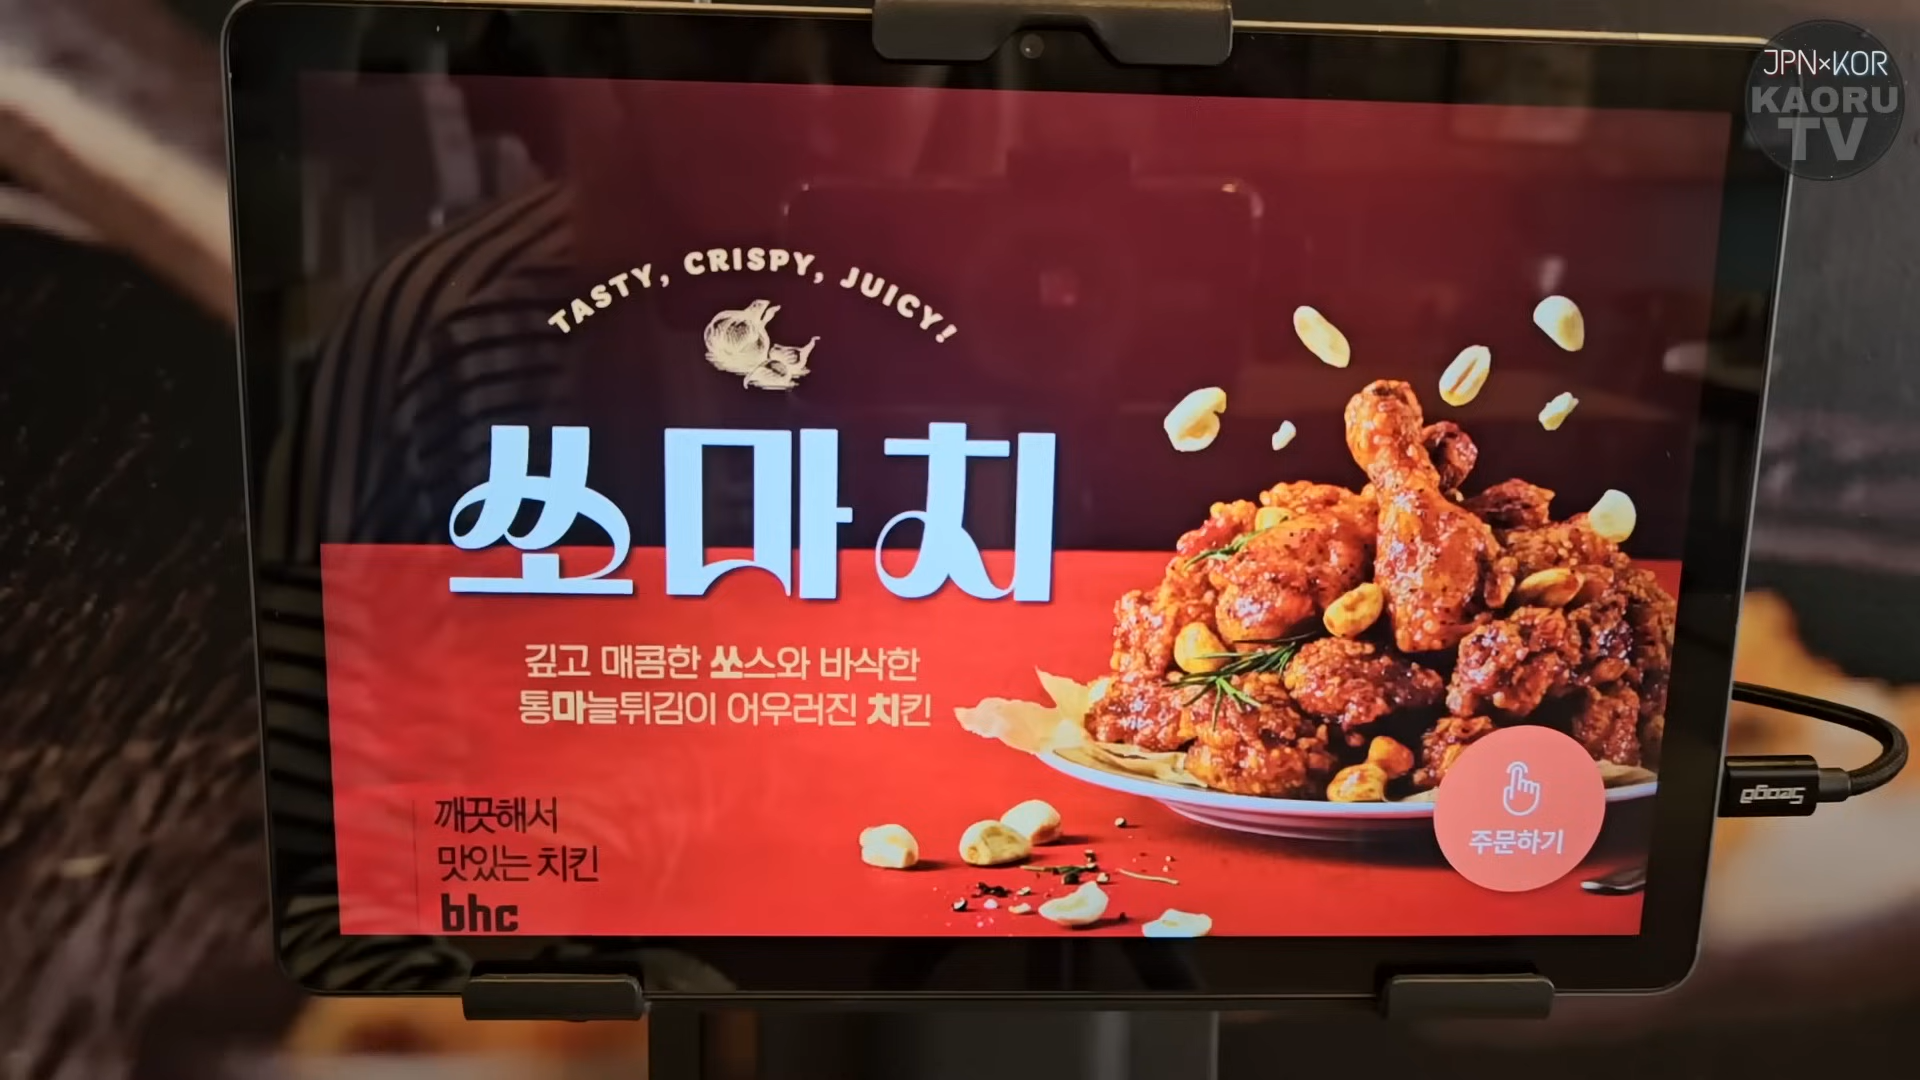 JPN×KOR
KAORU
TV
TASTY, CRISPY, JUICY!
쏘마치
깊고 매콤한 쏘스와 바삭한
통마늘튀김이 어우러진 치킨
깨끗해서
맛있는 치킨
bhc
주문하기